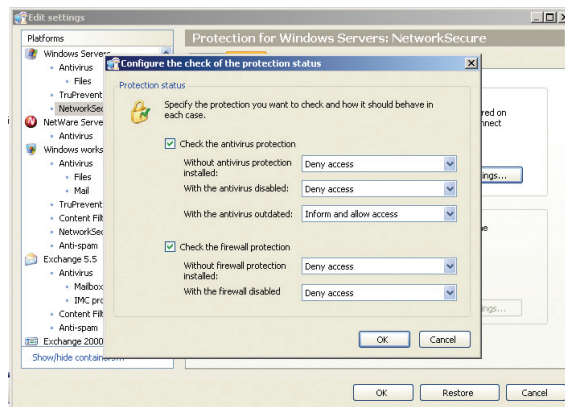 Edit settings
Platforms
Protection for Windows Servers: NetworkSecure
Windows Servers
Antivirus
Files
TruPrevent
NetworkSec
NetWare Serve
Antivirus
Windows works
Antivirus
Files
Mail
TruPrevent
Content Filt
NetworkSec
Anti-spam
Exchange 5.5
Antivirus
Mailbox
IMC pro
Content Filt
Anti-spam
Exchange 2000
Show/hide containers...
Configure the check of the protection status
Protection status
Specify the protection you want to check and how it should behave in
each case.
Check the antivirus protection
Without antivirus protection
installed:
Deny access
With the antivirus disabled:
Deny access
With the antivirus outdated:
Inform and allow access
Check the firewall protection
Without firewall protection
installed:
Deny access
With the firewall disabled
Deny access
OK
Cancel
red on
nnect
ings...
ne
ings...
OK
Restore
Cancel